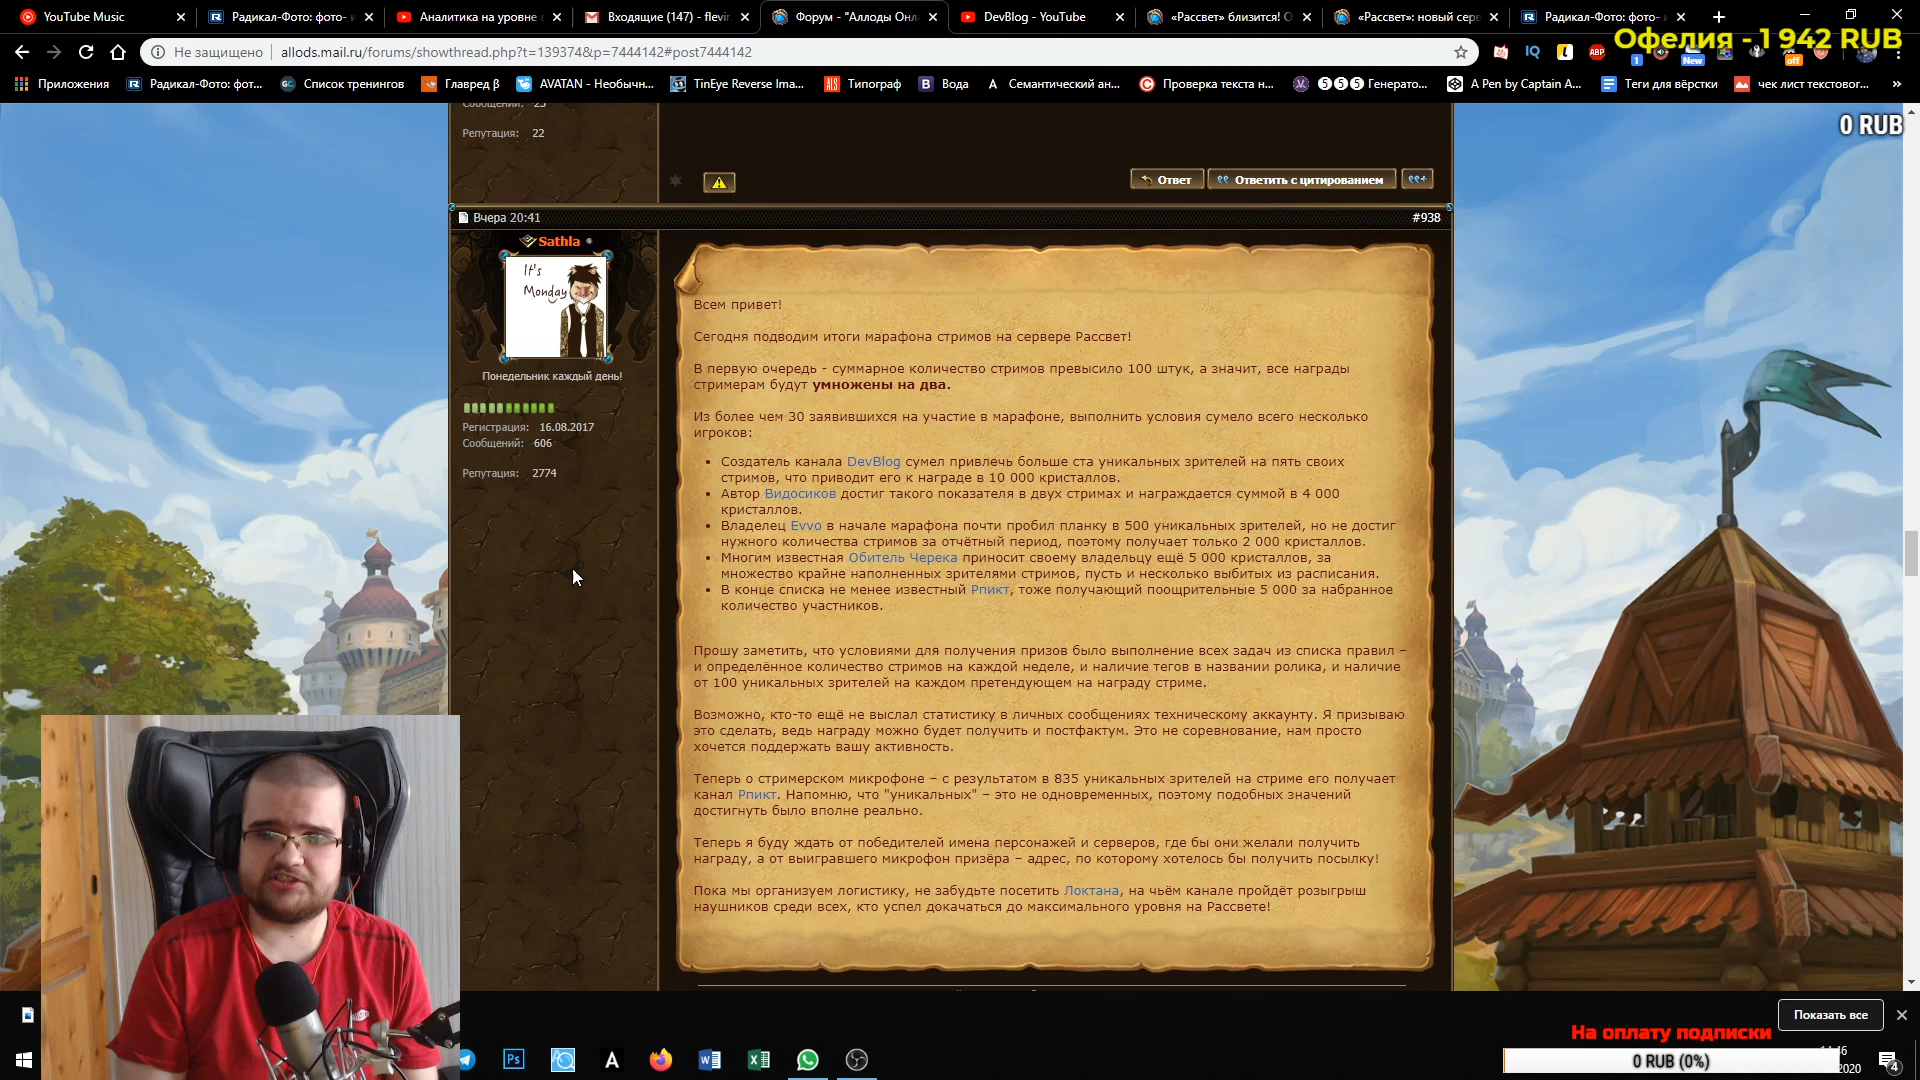 YouTube Music
Радикал-Фото: фото-
Аналитика на уровне
Входящие (147) - flevin
Форум - "Аллоды Онл
DevBlog - YouTube
«Рассвет» близится! О
«Рассвет»: новый серв
Радикал-Фото: фото-
Не защищено
allods.mail.ru/forums/showthread.php?t=139374&p=7444142#post7444142
Офелия - 1 942 RUB
Приложения
Радикал-Фото: фот...
Список тренингов
Главред β
AVATAN - Необычн...
TinEye Reverse Ima...
Типограф
Вода
Семантический ан...
Проверка текста н...
5 5 5 Генерато...
A Pen by Captain A...
Теги для вёрстки
чек лист текстовог...
0 RUB
Сообщений: 25
Репутация: 22
Ответ
Ответить с цитированием
Вчера 20:41
#938
Sathla
It's
Monday
Понедельник каждый день!
Регистрация: 16.08.2017
Сообщений: 606
Репутация: 2774
Всем привет!
Сегодня подводим итоги марафона стримов на сервере Рассвет!
В первую очередь - суммарное количество стримов превысило 100 штук, а значит, все награды
стримерам будут умножены на два.
Из более чем 30 заявившихся на участие в марафоне, выполнить условия сумело всего несколько
игроков:
• Создатель канала DevBlog сумел привлечь больше ста уникальных зрителей на пять своих
стримов, что приводит его к награде в 10 000 кристаллов.
• Автор Видосиков достиг такого показателя в двух стримах и награждается суммой в 4 000
кристаллов.
• Владелец Evvo в начале марафона почти пробил планку в 500 уникальных зрителей, но не достиг
нужного количества стримов за отчётный период, поэтому получает только 2 000 кристаллов.
• Многим известная Обитель Черека приносит своему владельцу ещё 5 000 кристаллов, за
множество крайне наполненных зрителями стримов, пусть и несколько выбитых из расписания.
• В конце списка не менее известный Рпикт, тоже получающий поощрительные 5 000 за набранное
количество участников.
Прошу заметить, что условиями для получения призов было выполнение всех задач из списка правил –
и определённое количество стримов на каждой неделе, и наличие тегов в названии ролика, и наличие
от 100 уникальных зрителей на каждом претендующем на награду стриме.
Возможно, кто-то ещё не выслал статистику в личных сообщениях техническому аккаунту. Я призываю
это сделать, ведь награду можно будет получить и постфактум. Это не соревнование, нам просто
хочется поддержать вашу активность.
Теперь о стримерском микрофоне – с результатом в 835 уникальных зрителей на стриме его получает
канал Рпикт. Напомню, что "уникальных" – это не одновременных, поэтому подобных значений
достигнуть было вполне реально.
Теперь я буду ждать от победителей имена персонажей и серверов, где бы они желали получить
награду, а от выигравшего микрофон призёра – адрес, по которому хотелось бы получить посылку!
Пока мы организуем логистику, не забудьте посетить Локтана, на чьём канале пройдёт розыгрыш
наушников среди всех, кто успел докачаться до максимального уровня на Рассвете!
Показать все
На оплату подписки
0 RUB (0%)
2020
4